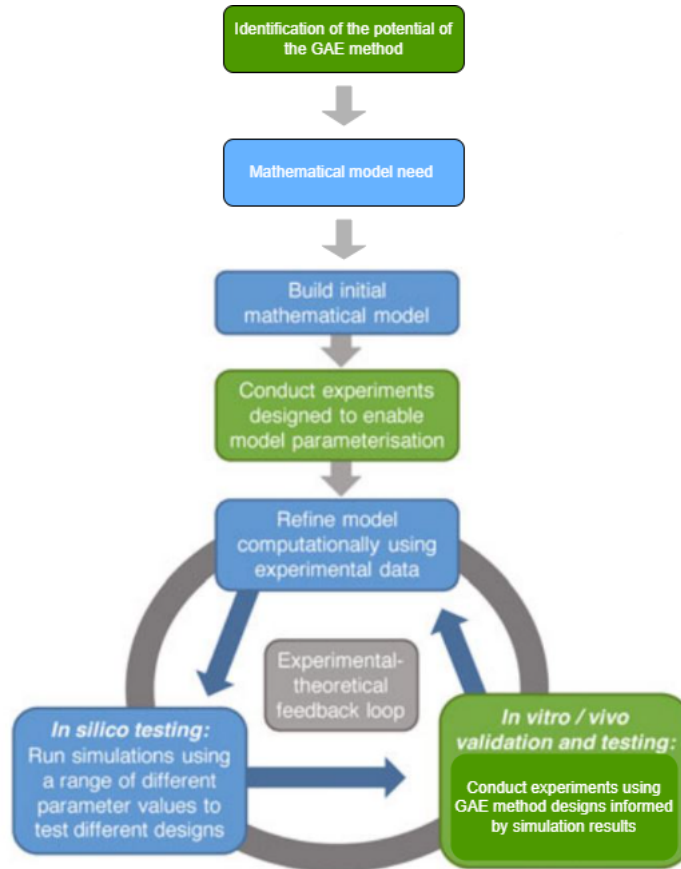 Identification of the potential of
the GAE method
Mathematical model need
Build initial
mathematical model
Conduct experiments
designed to enable
model parameterisation
Refine model
computationally using
experimental data
Experimental-
theoretical
feedback loop
In silico testing:
Run simulations using
a range of different
parameter values to
test different designs
In vitro / vivo
validation and testing:
Conduct experiments using
GAE method designs informed
by simulation results